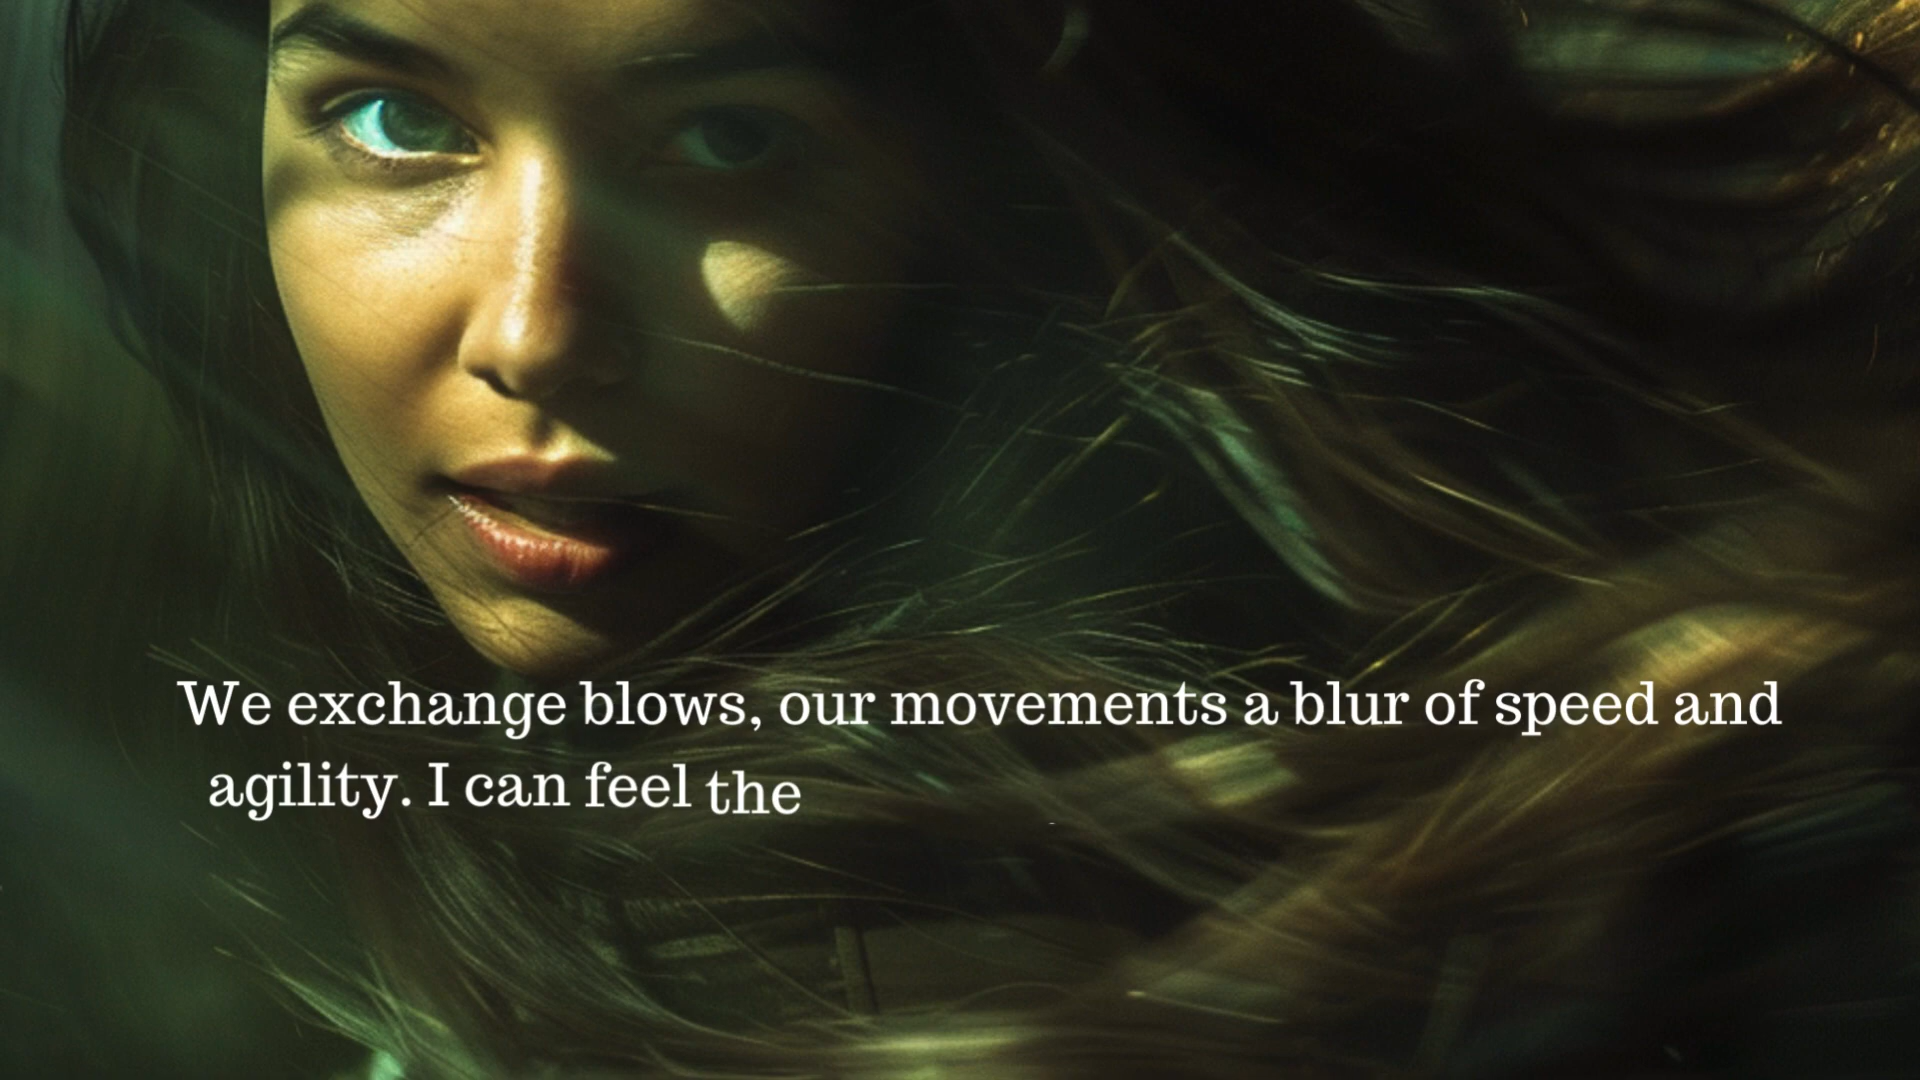 We exchange blows, our movements a blur of speed and
agility. I can feel the